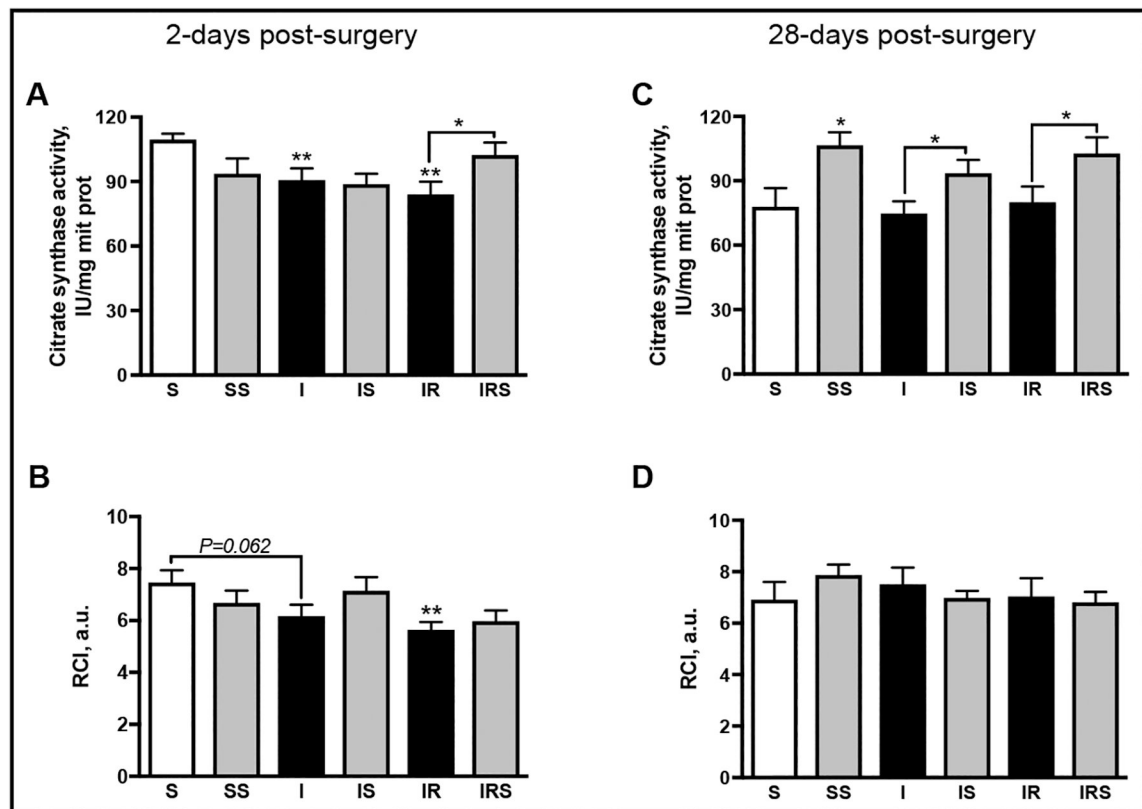 2-days post-surgery
28-days post-surgery
A
Citrate synthase activity,
IU/mg mit prot
120
90
60
30
0
**
**
*
S SS I IS IR IRS
C
Citrate synthase activity,
IU/mg mit prot
120
90
60
30
0
*
*
*
S SS I IS IR IRS
B
RCI, a.u.
10
8
6
4
2
0
P=0.062
**
S SS I IS IR IRS
D
RCI, a.u.
10
8
6
4
2
0
S SS I IS IR IRS